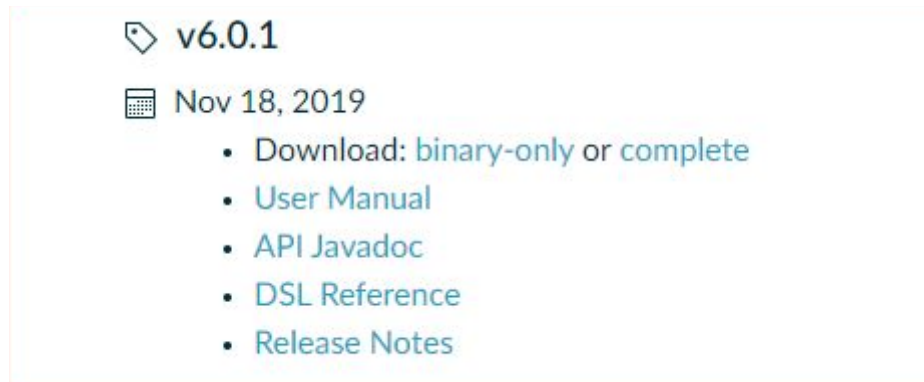 v6.0.1
Nov 18, 2019
• Download: binary-only or complete
• User Manual
• API Javadoc
• DSL Reference
• Release Notes